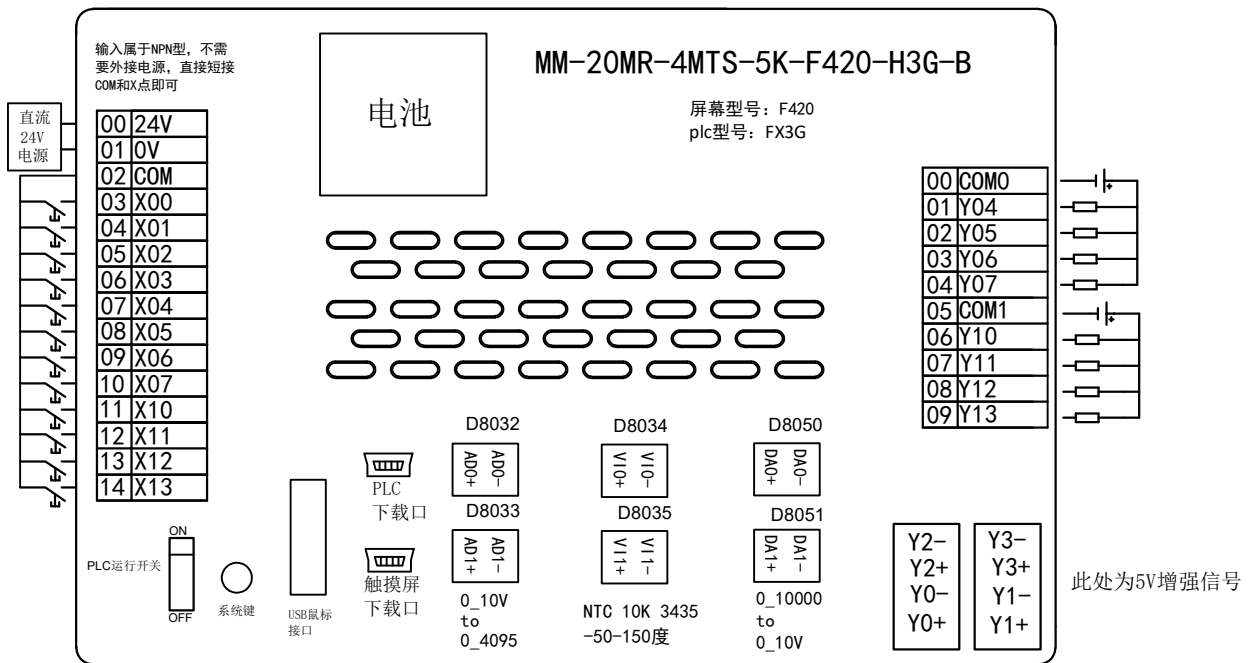 输入属于NPN型，不需
要外接电源，直接短接
COM和X点即可
直流
24V
电源
00 24V
01 0V
02 COM
03 X00
04 X01
05 X02
06 X03
07 X04
08 X05
09 X06
10 X07
11 X10
12 X11
13 X12
14 X13
电池
MM-20MR-4MTS-5K-F420-H3G-B
屏幕型号：F420
plc型号：FX3G
00 COM0
01 Y04
02 Y05
03 Y06
04 Y07
05 COM1
06 Y10
07 Y11
08 Y12
09 Y13
ON
PLC运行开关
OFF
系统键
USB鼠标
接口
PLC
下载口
触摸屏
下载口
D8032
AD0+
AD0-
D8033
AD1+
AD1-
0_10V
to
0_4095
D8034
VI0+
VI0-
D8035
VI1+
VI1-
NTC 10K 3435
-50-150度
D8050
DA0+
DA0-
D8051
DA1+
DA1-
0_10000
to
0_10V
Y2-
Y2+
Y0-
Y0+
Y3-
Y3+
Y1-
Y1+
此处为5V增强信号